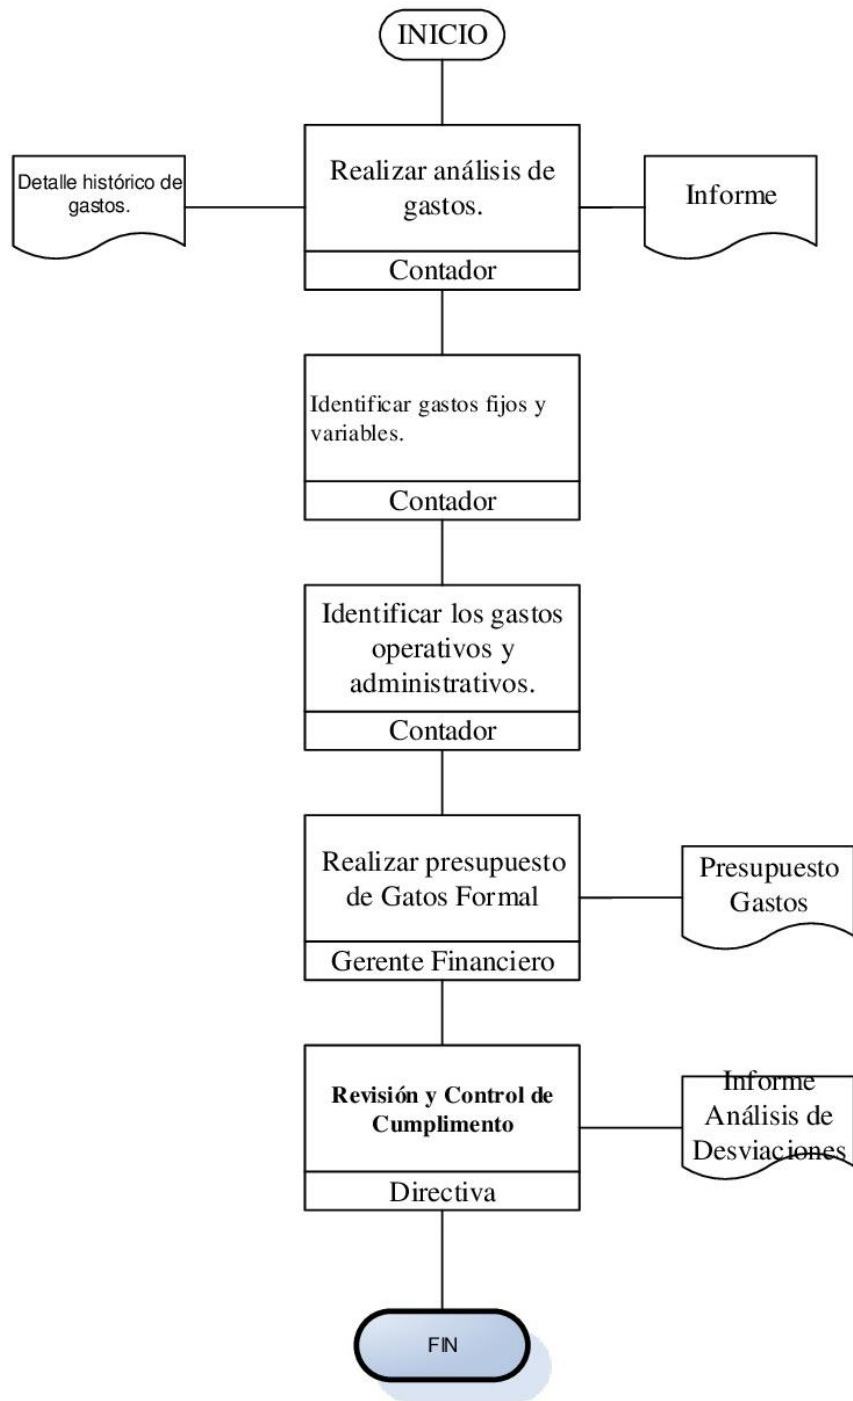 INICIO
Detalle histórico de
gastos.
Realizar análisis de
gastos.
Contador
Informe
Identificar gastos fijos y
variables.
Contador
Identificar los gastos
operativos y
administrativos.
Contador
Realizar presupuesto
de Gatos Formal
Gerente Financiero
Presupuesto
Gastos
Revisión y Control de
Cumplimento
Directiva
Informe
Análisis de
Desviaciones
FIN